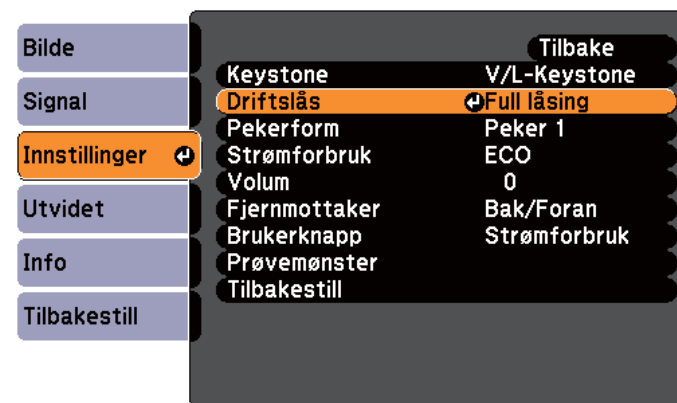 Bilde
Signal
Innstillinger
Utvidet
Info
Tilbakestill
Tilbake
Keystone V/L-Keystone
Driftslås Full låsing
Pekerform Peker 1
Strømforbruk ECO
Volum 0
Fjernmottaker Bak/Foran
Brukerknapp Strømforbruk
Prøvemønster
Tilbakestill